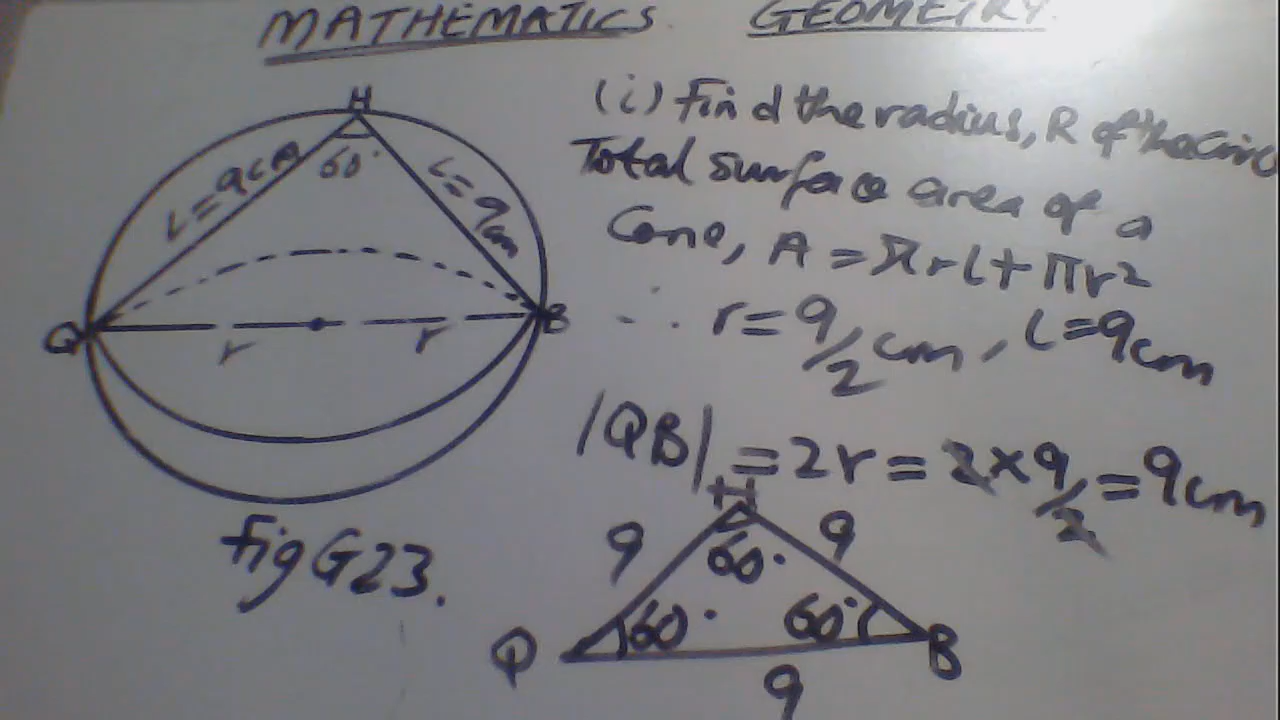 MATHEMATICS GEOMETRY.
H
60°
L=9cm
L=9cm
Q
B
r
r
fig G23.
(i) Find the radius, R of the
Total surface area of a
Cone, A = πrl + πr²
∴ r = 9/2 cm, L = 9cm
|QB| = 2r = 2 × 9/2 = 9cm
H
9
9
60°
60°
60°
Q
B
9